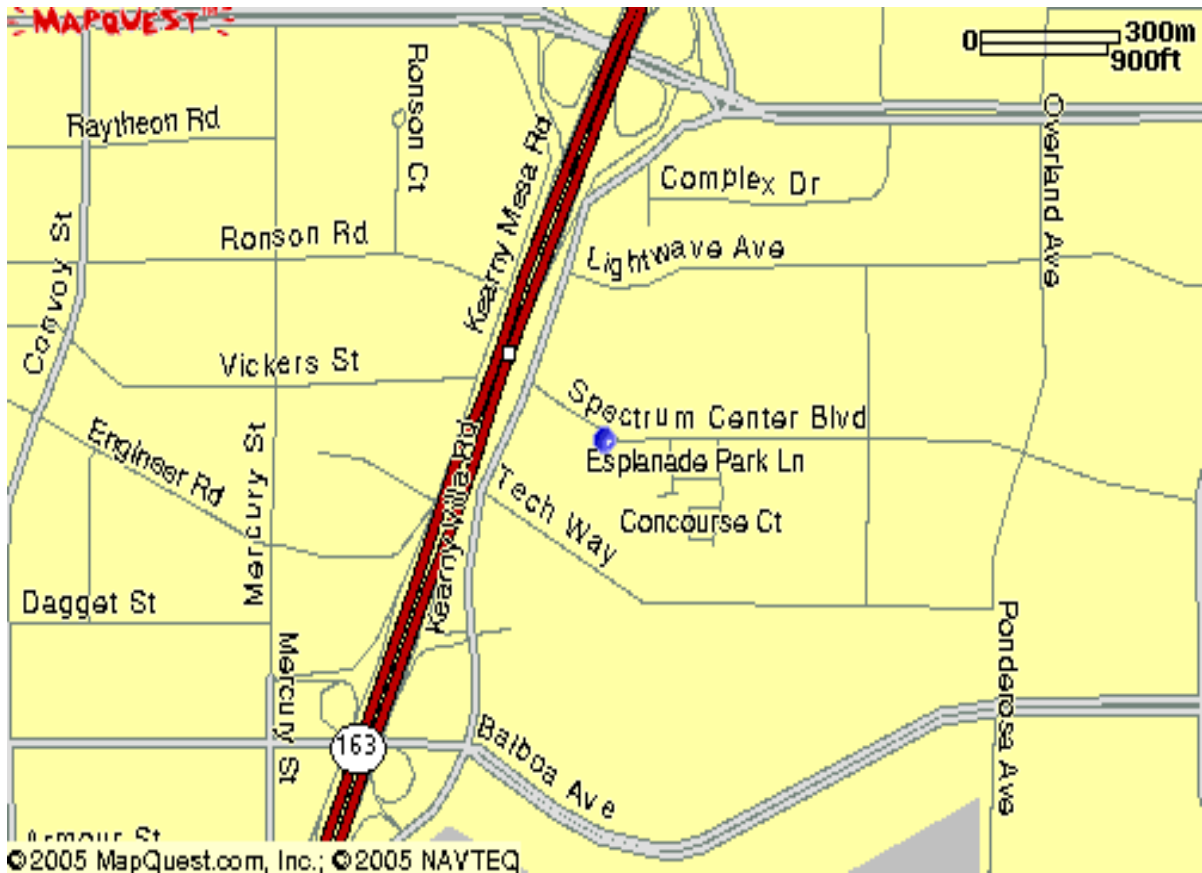 MAPQUEST™
0 300m
900ft
Ronson Ct
Raytheon Rd
Overland Ave
Kearny Mesa Rd
Complex Dr
Ronson Rd
Convoy St
Lightwave Ave
Vickers St
Spectrum Center Blvd
Engineer Rd
Mercury St
Kearny Villa Rd
Esplanade Park Ln
Tech Way
Concourse Ct
Dagget St
Mercury St
Ponderosa Ave
163
Balboa Ave
Armour St
©2005 MapQuest.com, Inc.; ©2005 NAVTEQ